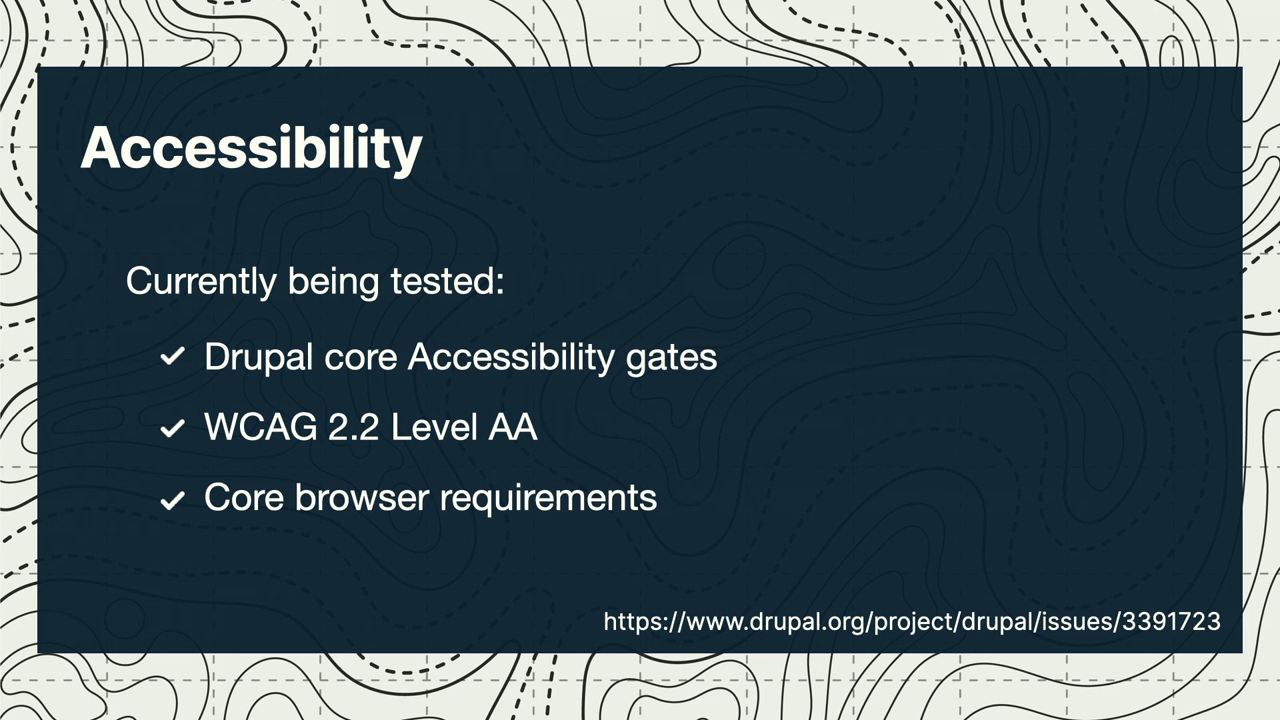 Accessibility
Currently being tested:
Drupal core Accessibility gates
WCAG 2.2 Level AA
Core browser requirements
https://www.drupal.org/project/drupal/issues/3391723